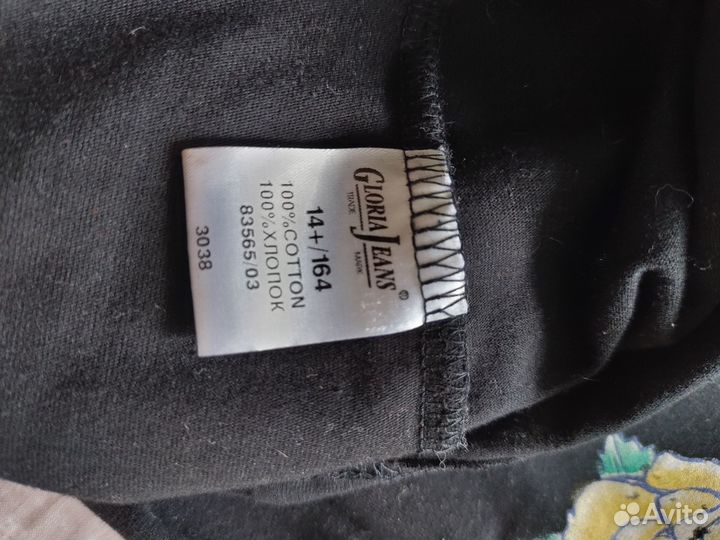 GLORIA JEANS ®
TRADE MARK
14+/164
100%COTTON
100%ХЛОПОК
83565/03
3038
Avito